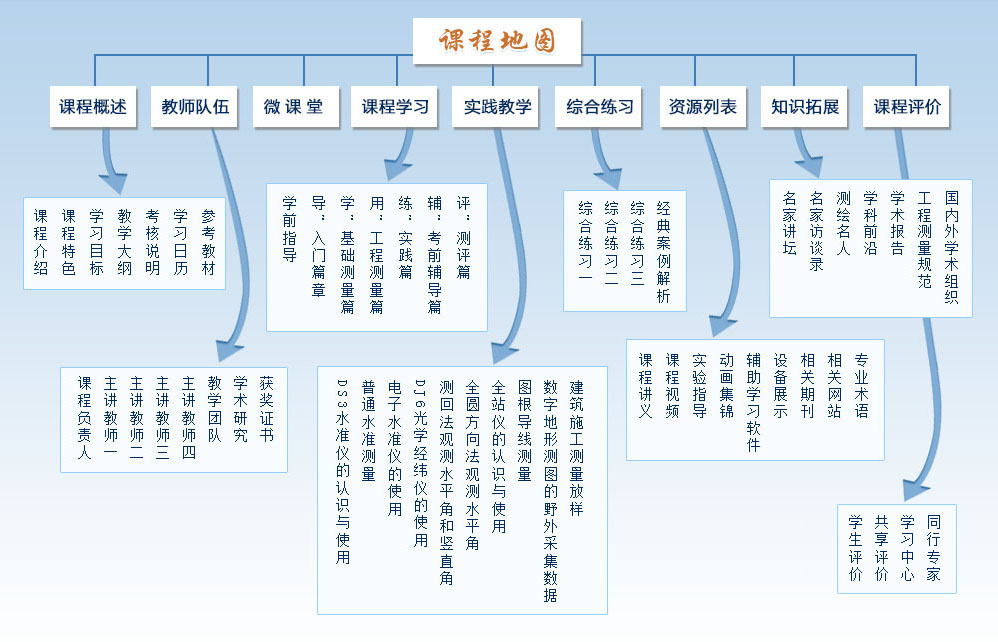 课程地图
课程概述
教师队伍
微课堂
课程学习
实践教学
综合练习
资源列表
知识拓展
课程评价
课程介绍
课程特色
学习目标
教学大纲
考核说明
学习日历
参考教材
课程负责人
主讲教师一
主讲教师二
主讲教师三
主讲教师四
教学团队
学术研究
获奖证书
学前指导
导：入门篇章
学：基础测量篇
用：工程测量篇
练：实践篇
辅：考前辅导篇
评：测评篇
DS3水准仪的认识与使用
普通水准测量
电子水准仪的使用
DJ6光学经纬仪的使用
测回法观测水平角和竖直角
全圆方向法观测水平角
全站仪的认识与使用
图根导线测量
数字地形测图的野外采集数据
建筑施工测量放样
综合练习一
综合练习二
综合练习三
经典案例解析
课程讲义
课程视频
实验指导
动画集锦
辅助学习软件
设备展示
相关期刊
相关网站
专业术语
名家讲坛
名家访谈录
测绘名人
学科前沿
学术报告
工程测量规范
国内外学术组织
学生评价
共享评价
学习中心
同行专家